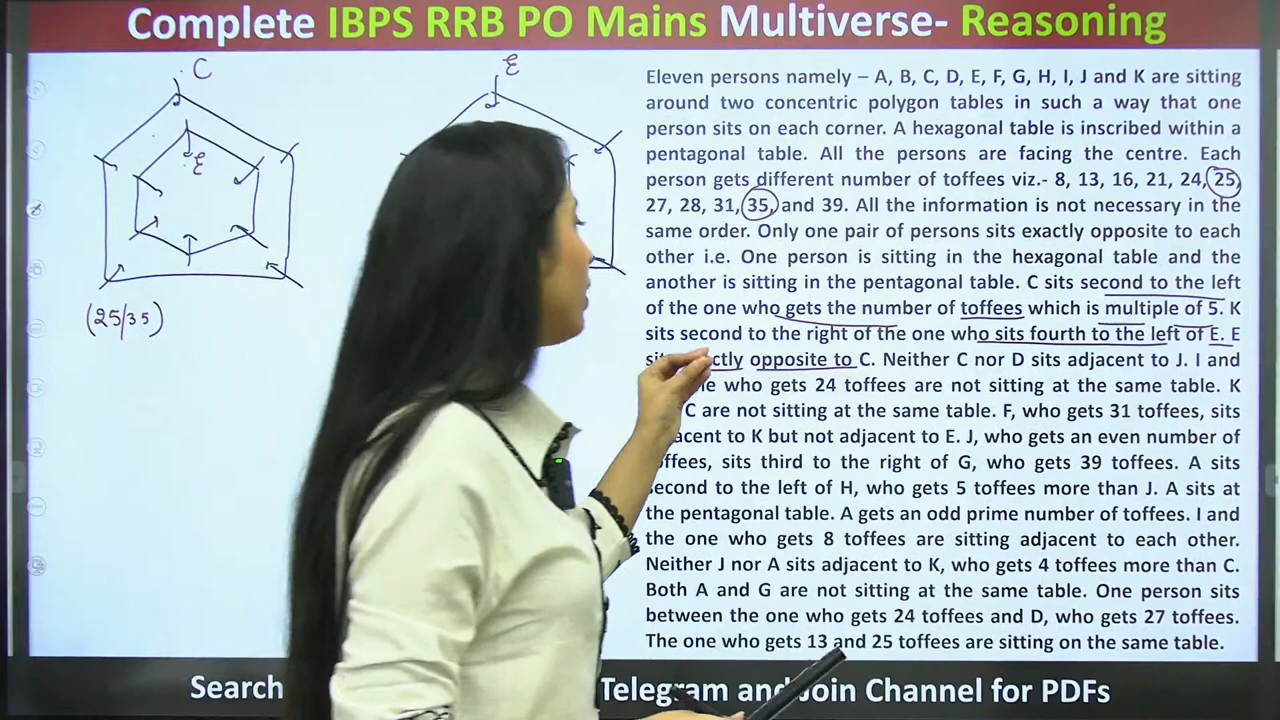 Complete IBPS RRB PO Mains Multiverse- Reasoning
C
E
(25/35)
E
Eleven persons namely – A, B, C, D, E, F, G, H, I, J and K are sitting
around two concentric polygon tables in such a way that one
person sits on each corner. A hexagonal table is inscribed within a
pentagonal table. All the persons are facing the centre. Each
person gets different number of toffees viz.- 8, 13, 16, 21, 24, 25,
27, 28, 31, 35, and 39. All the information is not necessary in the
same order. Only one pair of persons sits exactly opposite to each
other i.e. One person is sitting in the hexagonal table and the
another is sitting in the pentagonal table. C sits second to the left
of the one who gets the number of toffees which is multiple of 5. K
sits second to the right of the one who sits fourth to the left of E. E
opposite to C. Neither C nor D sits adjacent to J. I and
who gets 24 toffees are not sitting at the same table. K
C are not sitting at the same table. F, who gets 31 toffees, sits
to K but not adjacent to E. J, who gets an even number of
sits third to the right of G, who gets 39 toffees. A sits
second to the left of H, who gets 5 toffees more than J. A sits at
the pentagonal table. A gets an odd prime number of toffees. I and
the one who gets 8 toffees are sitting adjacent to each other.
Neither J nor A sits adjacent to K, who gets 4 toffees more than C.
Both A and G are not sitting at the same table. One person sits
between the one who gets 24 toffees and D, who gets 27 toffees.
The one who gets 13 and 25 toffees are sitting on the same table.
Search Telegram and Join Channel for PDFs